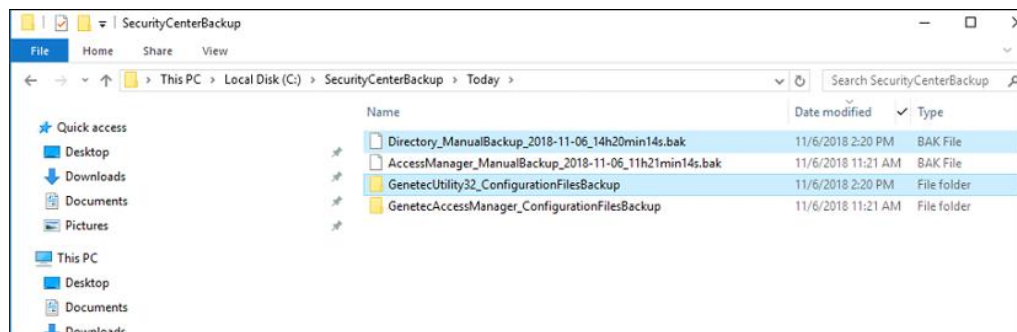 SecurityCenterBackup
File Home Share View
This PC > Local Disk (C:) > SecurityCenterBackup > Today >
Search SecurityCenterBackup
Name Date modified Type
Quick access
Directory_ManualBackup_2018-11-06_14h20min14s.bak 11/6/2018 2:20 PM BAK File
Desktop
AccessManager_ManualBackup_2018-11-06_11h21min14s.bak 11/6/2018 11:21 AM BAK File
Downloads
GenetecUtility32_ConfigurationFilesBackup 11/6/2018 2:20 PM File folder
Documents
GenetecAccessManager_ConfigurationFilesBackup 11/6/2018 11:21 AM File folder
Pictures
This PC
Desktop
Documents
Downloads